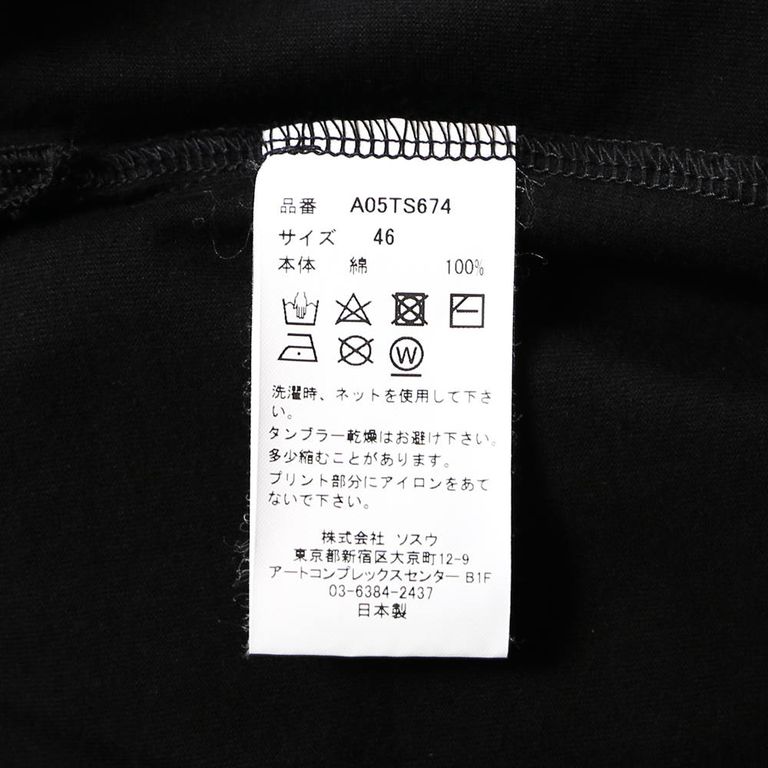 品番 A05TS674
サイズ 46
本体 綿 100%
W
洗濯時、ネットを使用して下さ
い。
タンブラー乾燥はお避け下さい。
多少縮むことがあります。
プリント部分にアイロンをあて
ないで下さい。
株式会社 ソスウ
東京都新宿区大京町12-9
アートコンプレックスセンター B1F
03-6384-2437
日本製